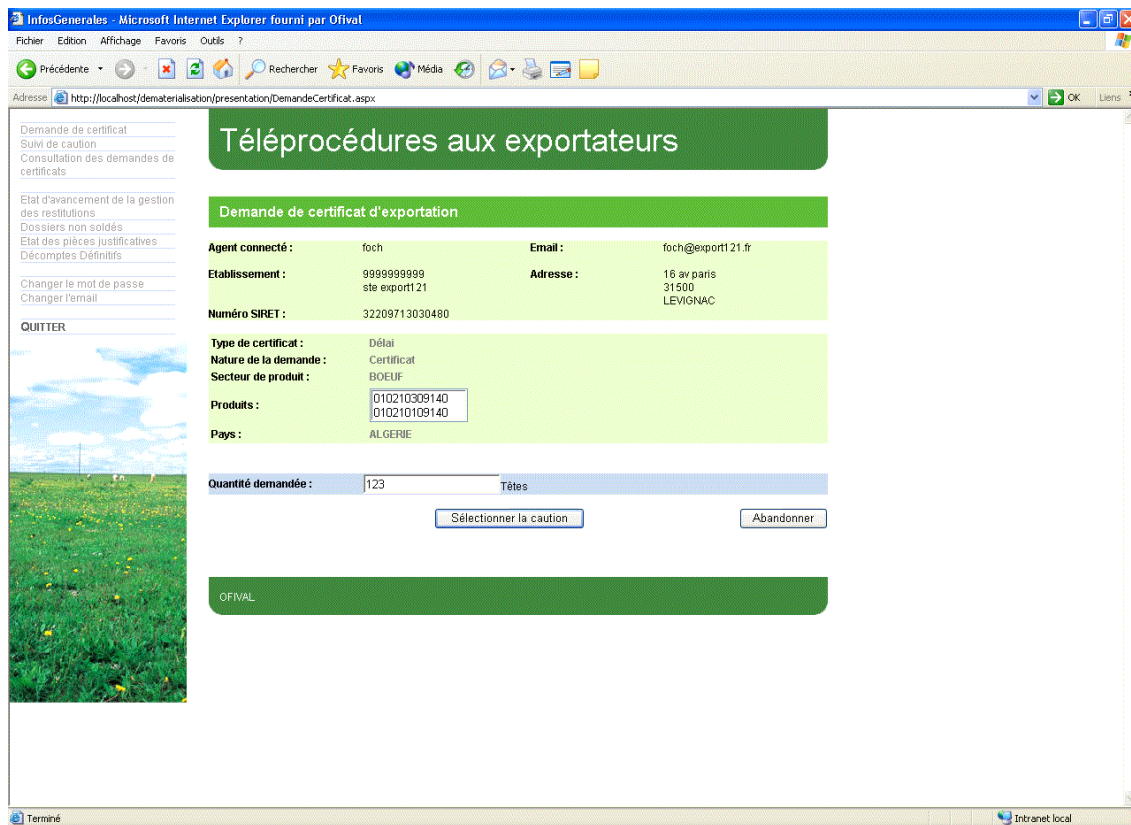 InfosGenerales - Microsoft Internet Explorer fourni par Ofival
Fichier Edition Affichage Favoris Outils ?
Précédente Rechercher Favoris Média
Adresse http://localhost/dematerialisation/presentation/DemandeCertificat.aspx OK Liens
Demande de certificat
Suivi de caution
Consultation des demandes de
certificats
Etat d'avancement de la gestion
des restitutions
Dossiers non soldés
Etat des pièces justificatives
Décomptes Définitifs
Changer le mot de passe
Changer l'email
QUITTER
Téléprocédures aux exportateurs
Demande de certificat d'exportation
Agent connecté : foch Email : foch@export121.fr
Etablissement : 9999999999 Adresse : 16 av paris
ste export121 31500
LEVIGNAC
Numéro SIRET : 32209713030480
Type de certificat : Délai
Nature de la demande : Certificat
Secteur de produit : BOEUF
Produits : 010210309140
010210109140
Pays : ALGERIE
Quantité demandée : 123 Têtes
Sélectionner la caution Abandonner
OFIVAL
Terminé Intranet local